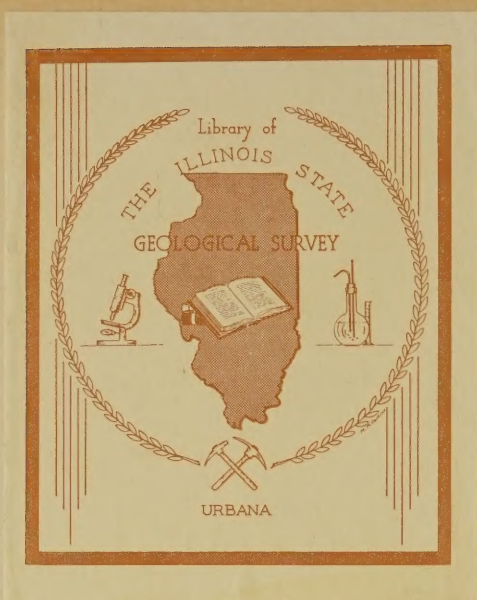 Library of
THE ILLINOIS STATE
GEOLOGICAL SURVEY
URBANA